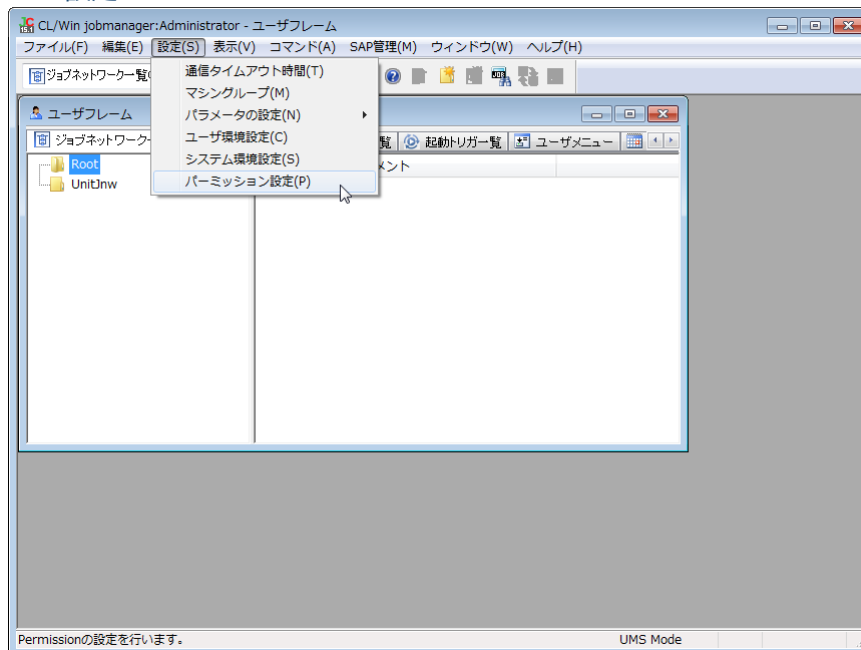 CL/Win jobmanager:Administrator - ユーザフレーム
ファイル(F) 編集(E) 設定(S) 表示(V) コマンド(A) SAP管理(M) ウィンドウ(W) ヘルプ(H)
ジョブネットワーク一覧
通信タイムアウト時間(T)
マシングループ(M)
パラメータの設定(N)
ユーザ環境設定(C)
システム環境設定(S)
パーミッション設定(P)
ユーザフレーム
ジョブネットワーク
覧 起動トリガ一覧 ユーザメニュー
Root
メント
UnitJnw
Permissionの設定を行います。
UMS Mode